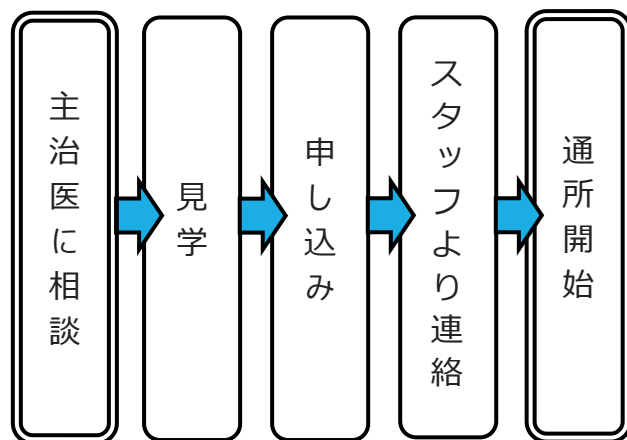 主治医に相談
見学
申し込み
スタッフより連絡
通所開始